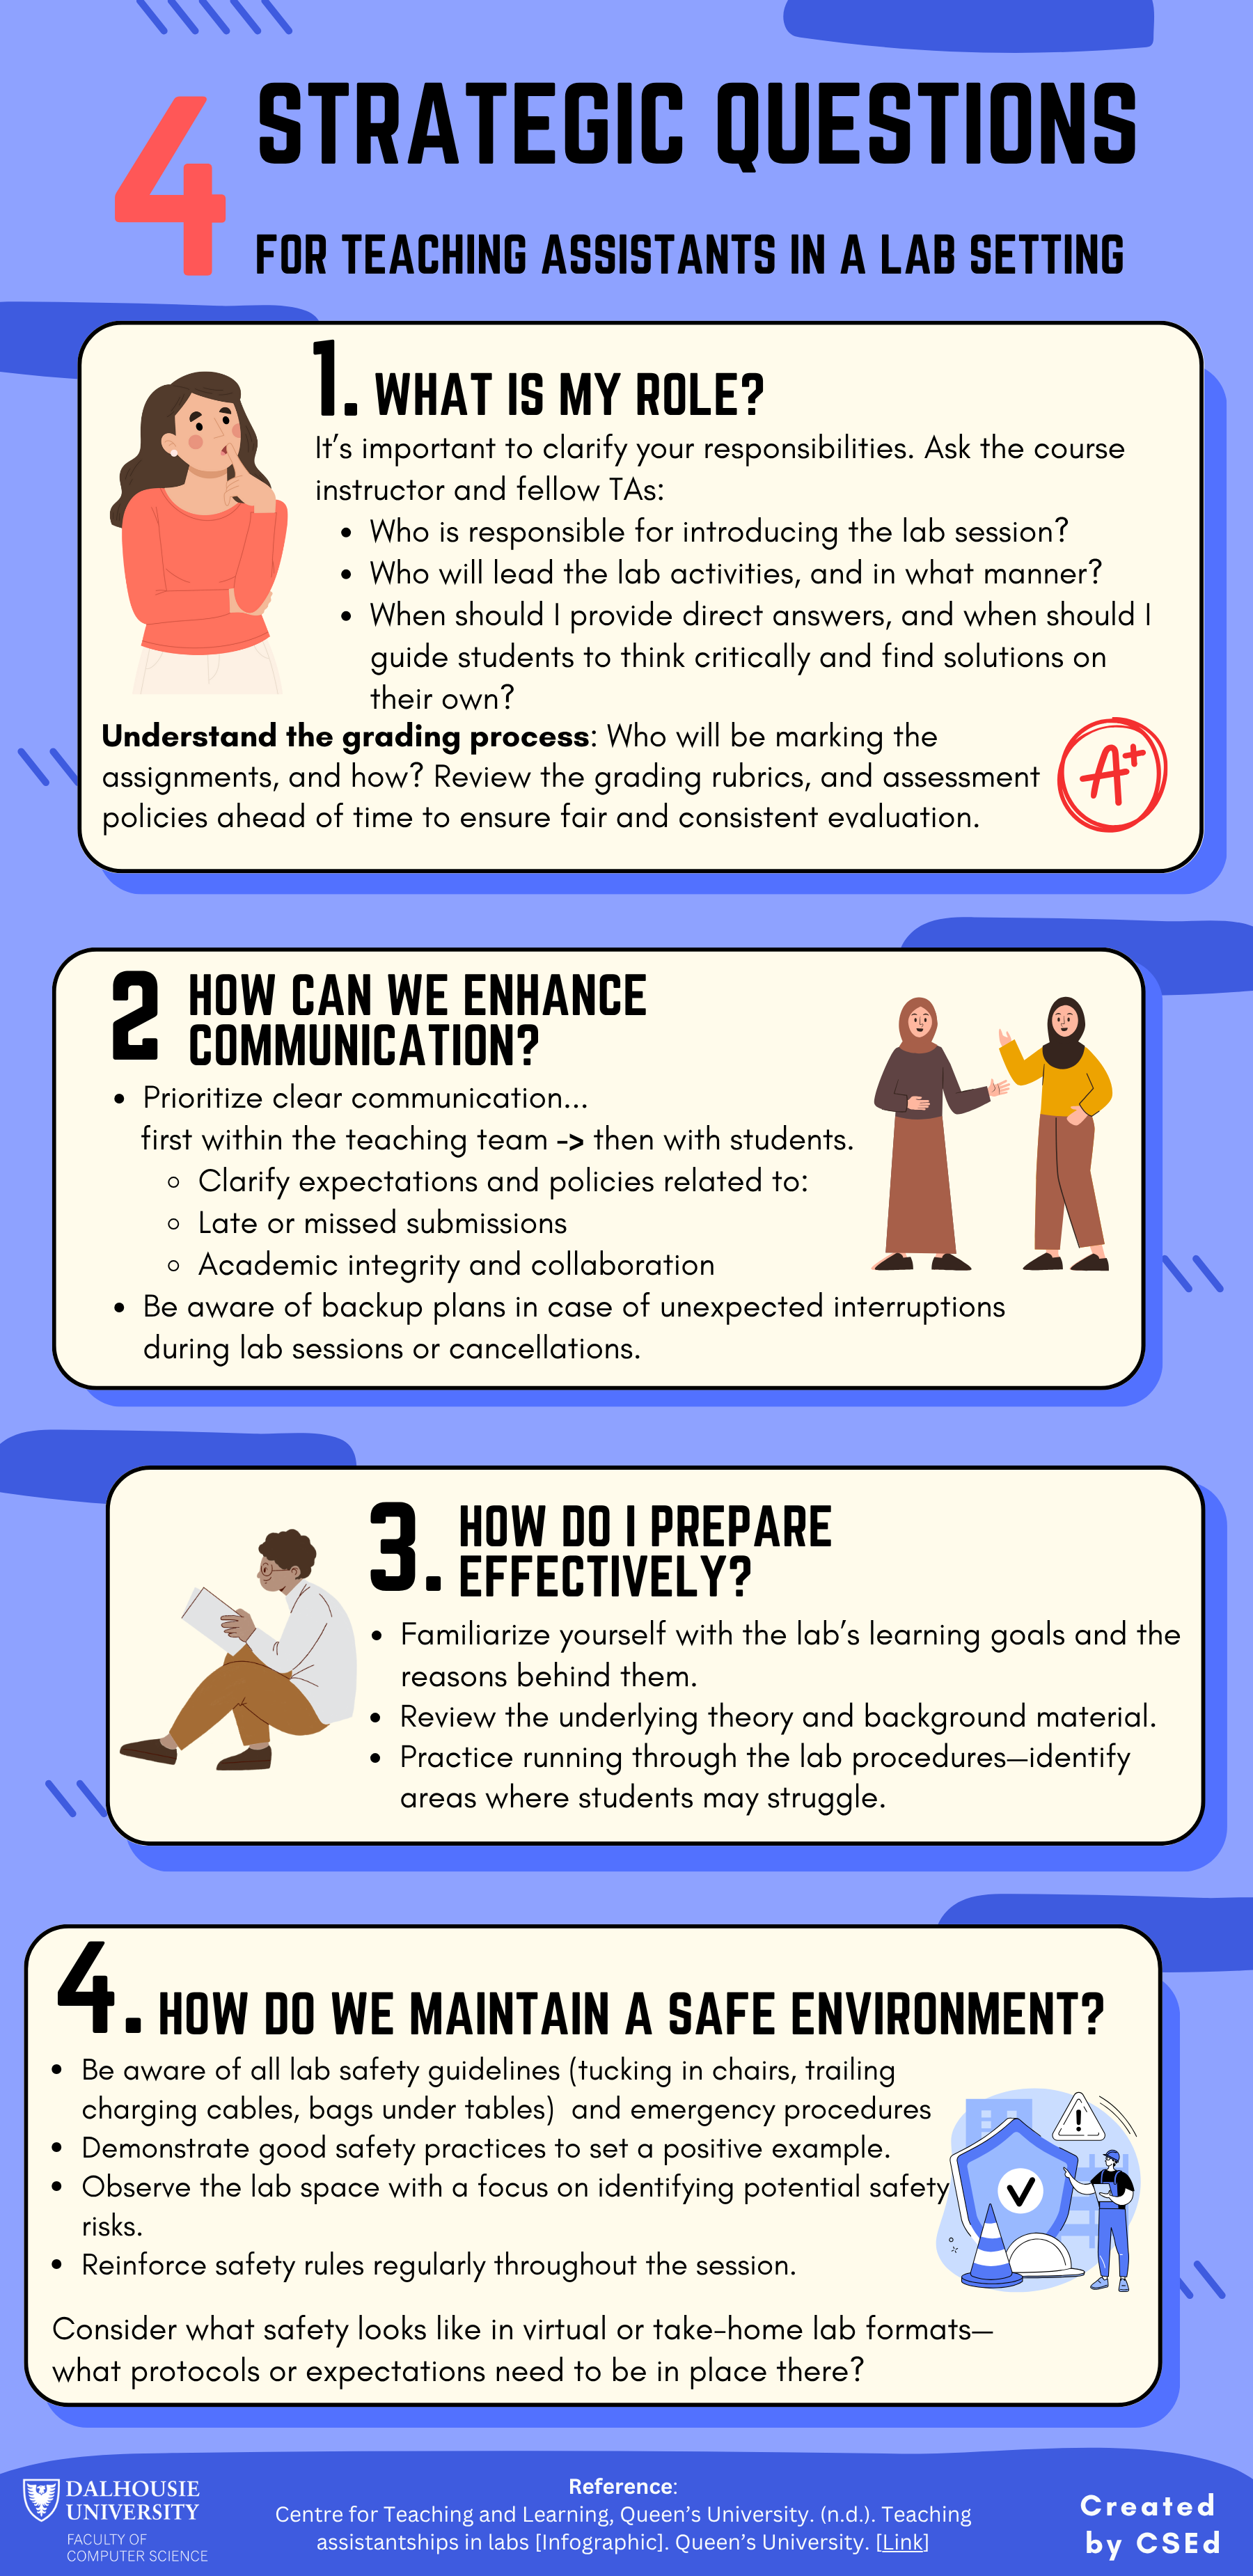 4 STRATEGIC QUESTIONS
FOR TEACHING ASSISTANTS IN A LAB SETTING
1. WHAT IS MY ROLE?
It's important to clarify your responsibilities. Ask the course
instructor and fellow TAs:
• Who is responsible for introducing the lab session?
• Who will lead the lab activities, and in what manner?
• When should I provide direct answers, and when should I
guide students to think critically and find solutions on
their own?
Understand the grading process: Who will be marking the
assignments, and how? Review the grading rubrics, and assessment
policies ahead of time to ensure fair and consistent evaluation.
A+
2 HOW CAN WE ENHANCE
COMMUNICATION?
• Prioritize clear communication...
first within the teaching team -> then with students.
◦ Clarify expectations and policies related to:
◦ Late or missed submissions
◦ Academic integrity and collaboration
• Be aware of backup plans in case of unexpected interruptions
during lab sessions or cancellations.
3. HOW DO I PREPARE
EFFECTIVELY?
• Familiarize yourself with the lab's learning goals and the
reasons behind them.
• Review the underlying theory and background material.
• Practice running through the lab procedures—identify
areas where students may struggle.
4. HOW DO WE MAINTAIN A SAFE ENVIRONMENT?
• Be aware of all lab safety guidelines (tucking in chairs, trailing
charging cables, bags under tables)  and emergency procedures
• Demonstrate good safety practices to set a positive example.
• Observe the lab space with a focus on identifying potential safety
risks.
• Reinforce safety rules regularly throughout the session.
Consider what safety looks like in virtual or take-home lab formats—
what protocols or expectations need to be in place there?
!
DALHOUSIE
UNIVERSITY
FACULTY OF
COMPUTER SCIENCE
Reference:
Centre for Teaching and Learning, Queen's University. (n.d.). Teaching
assistantships in labs [Infographic]. Queen's University. [Link]
Created
by CSEd